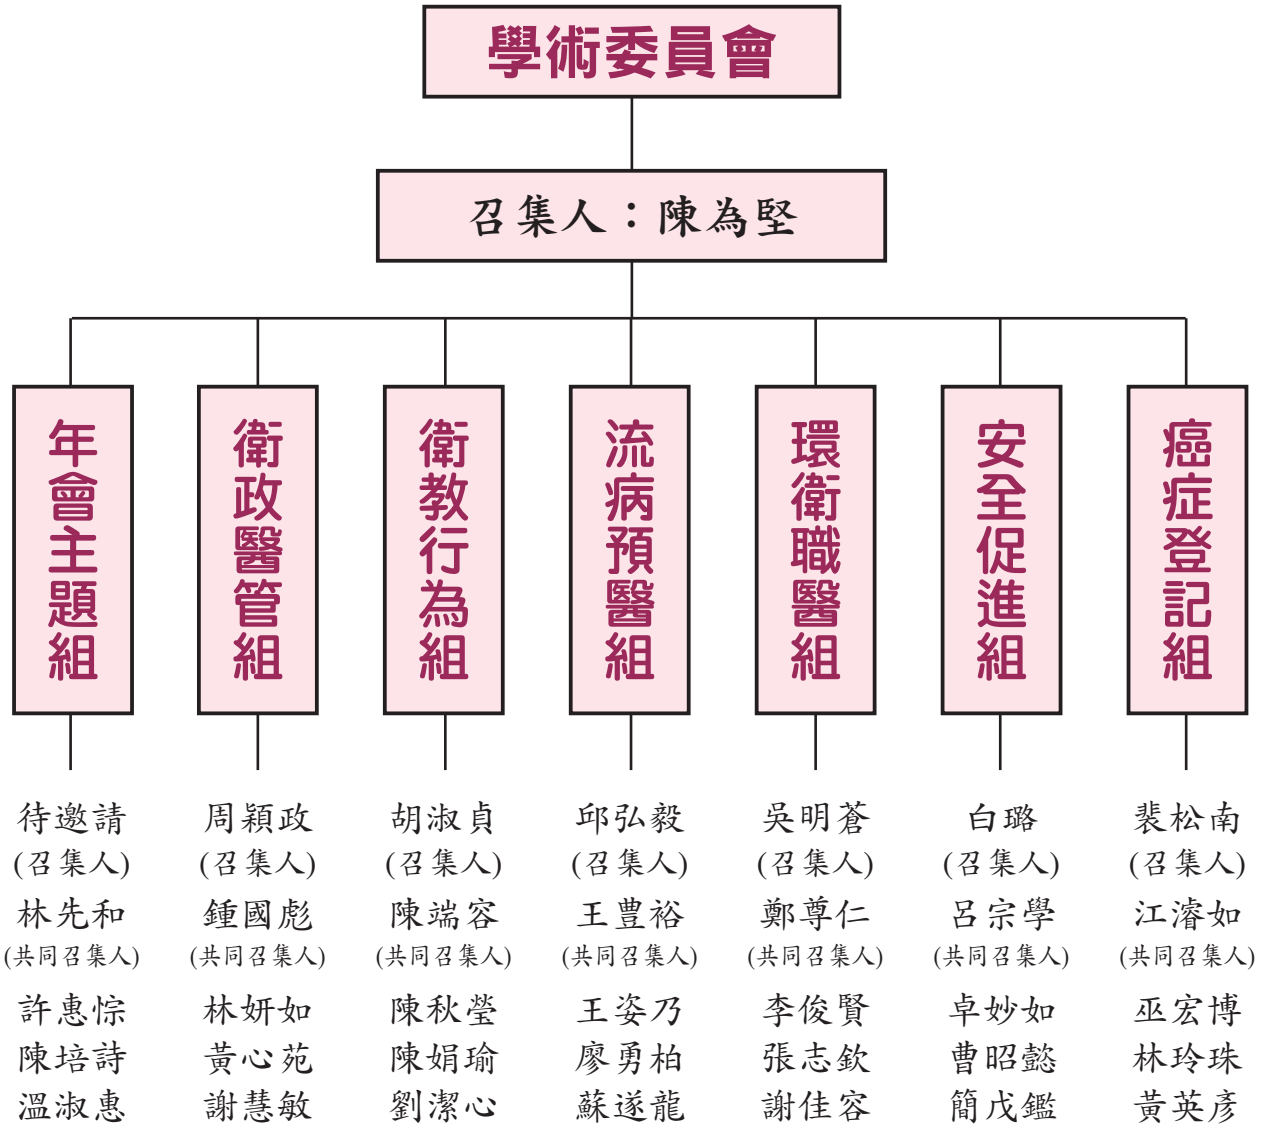 學術委員會
召集人：陳為堅
年會主題組
衛政醫管組
衛教行為組
流病預醫組
環衛職醫組
安全促進組
癌症登記組
待邀請
(召集人)
林先和
(共同召集人)
許惠悰
陳培詩
溫淑惠
周穎政
(召集人)
鍾國彪
(共同召集人)
林妍如
黃心苑
謝慧敏
胡淑貞
(召集人)
陳端容
(共同召集人)
陳秋瑩
陳娟瑜
劉潔心
邱弘毅
(召集人)
王豊裕
(共同召集人)
王姿乃
廖勇柏
蘇遂龍
吳明蒼
(召集人)
鄭尊仁
(共同召集人)
李俊賢
張志欽
謝佳容
白璐
(召集人)
呂宗學
(共同召集人)
卓妙如
曹昭懿
簡戊鑑
裴松南
(召集人)
江濬如
(共同召集人)
巫宏博
林玲珠
黃英彥